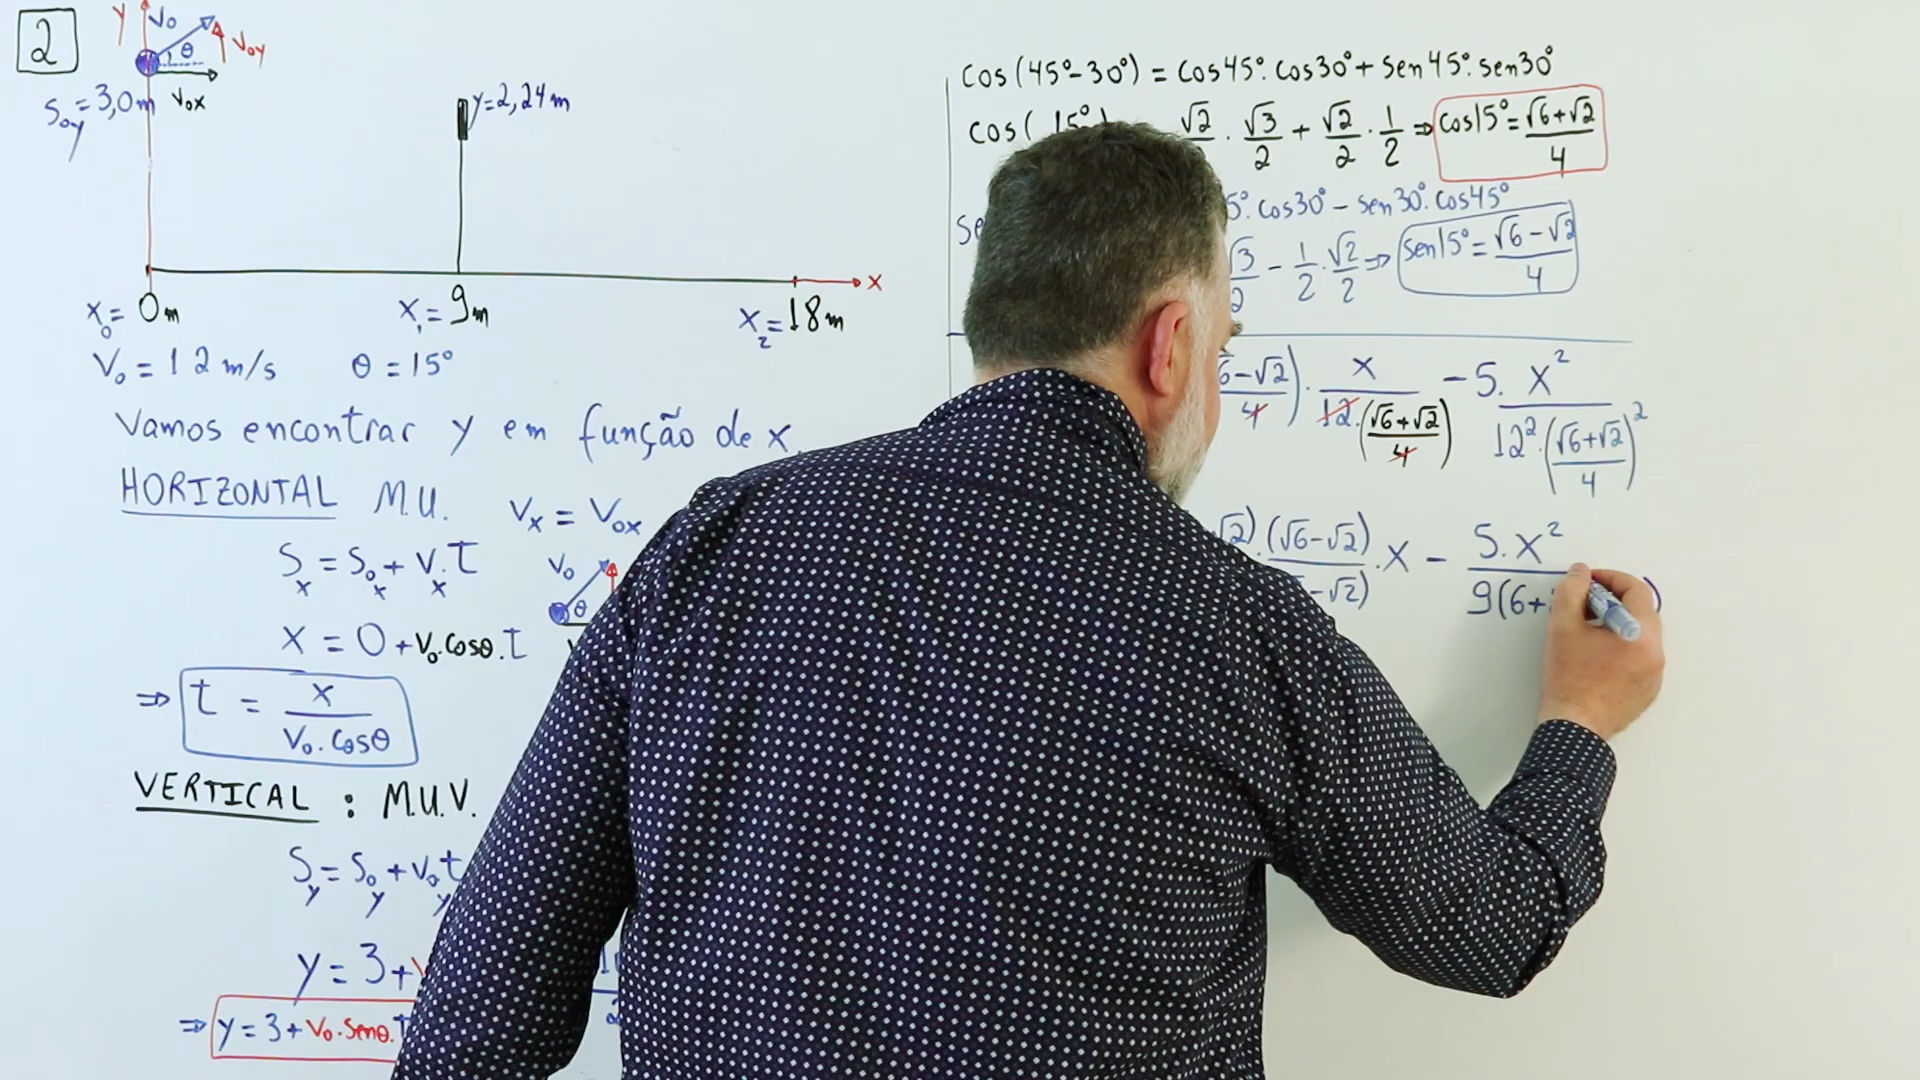 2
y
V₀
θ
V₀y
V₀x
S₀y = 3,0m
y=2,24m
x
x₀= 0m
x₁= 9m
x₂= 18m
V₀ = 12 m/s θ = 15°
Vamos encontrar y em função de x
HORIZONTAL M.U. Vx = V₀x
Sx = S₀x + vx.t
V₀
θ
x = 0 + V₀.cosθ.t
⇒ t = x/(V₀.cosθ)
VERTICAL : M.U.V.
Sy = S₀y + v₀y t
y = 3 +
⇒ y = 3 + V₀.senθ.t
cos(45°-30°) = cos45°.cos30° + sen45°.sen30°
cos(15°) √2/2 . √3/2 + √2/2 . 1/2 ⇒ cos15° = (√6+√2)/4
se 5°.cos30° - sen30°.cos45°
√3/2 - 1/2 . √2/2 ⇒ sen15° = (√6-√2)/4
6-√2)/4 . x/(12.((√6+√2)/4)) - 5. x²/(12².((√6+√2)/4)²)
√2).(√6-√2)/ -√2) .x - 5.x²/9(6+ )